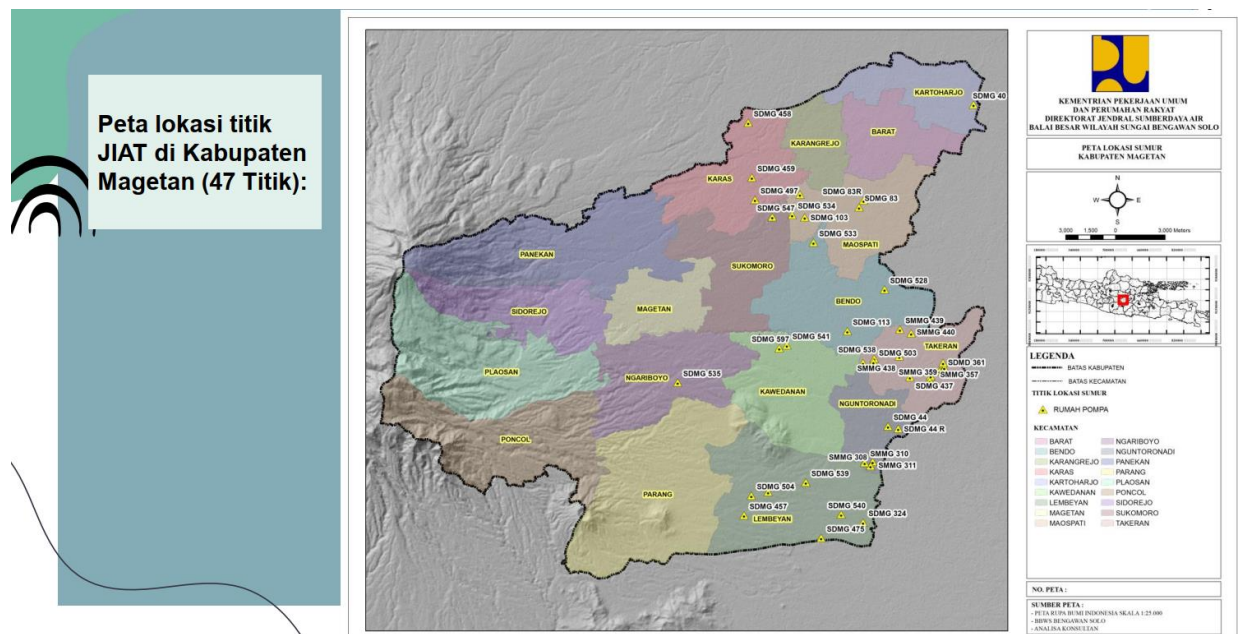 Peta lokasi titik
JIAT di Kabupaten
Magetan (47 Titik):
KARTOHARJO
SDMG 40
SDMG 458
BARAT
KARANGREJO
SDMG 459
KARAS
SDMG 497
SDMG 83R
SDMG 83
SDMG 547
SDMG 534
SDMG 103
SDMG 533
MAOSPATI
PANEKAN
SUKOMORO
SDMG 528
BENDO
MAGETAN
SIDOREJO
SDMG 113
SMMG 439
SMMG 440
SDMG 597
SDMG 541
TAKERAN
SDMG 538
SDMG 503
SDMD 361
PLAOSAN
SMMG 438
SMMG 359
SMMG 357
NGARIBOYO
SDMG 535
SDMG 437
KAWEDANAN
NGUNTORONADI
SDMG 44
SDMG 44 R
PONCOL
SMMG 308
SMMG 310
SMMG 311
SDMG 539
SDMG 504
PARANG
SDMG 457
LEMBEYAN
SDMG 540
SDMG 324
SDMG 475
KEMENTRIAN PEKERJAAN UMUM
DAN PERUMAHAN RAKYAT
DIREKTORAT JENDRAL SUMBERDAYA AIR
BALAI BESAR WILAYAH SUNGAI BENGAWAN SOLO
PETA LOKASI SUMUR
KABUPATEN MAGETAN
N
W E
S
3,000 1,500 0 3,000 Meters
LEGENDA
BATAS KABUPATEN
BATAS KECAMATAN
TITIK LOKASI SUMUR
RUMAH POMPA
KECAMATAN
BARAT NGARIBOYO
BENDO NGUNTORONADI
KARANGREJO PANEKAN
KARAS PARANG
KARTOHARJO PLAOSAN
KAWEDANAN PONCOL
LEMBEYAN SIDOREJO
MAGETAN SUKOMORO
MAOSPATI TAKERAN
NO. PETA :
SUMBER PETA :
- PETA RUPA BUMI INDONESIA SKALA 1:25 000
- BBWS BENGAWAN SOLO
- ANALISA KONSULTAN